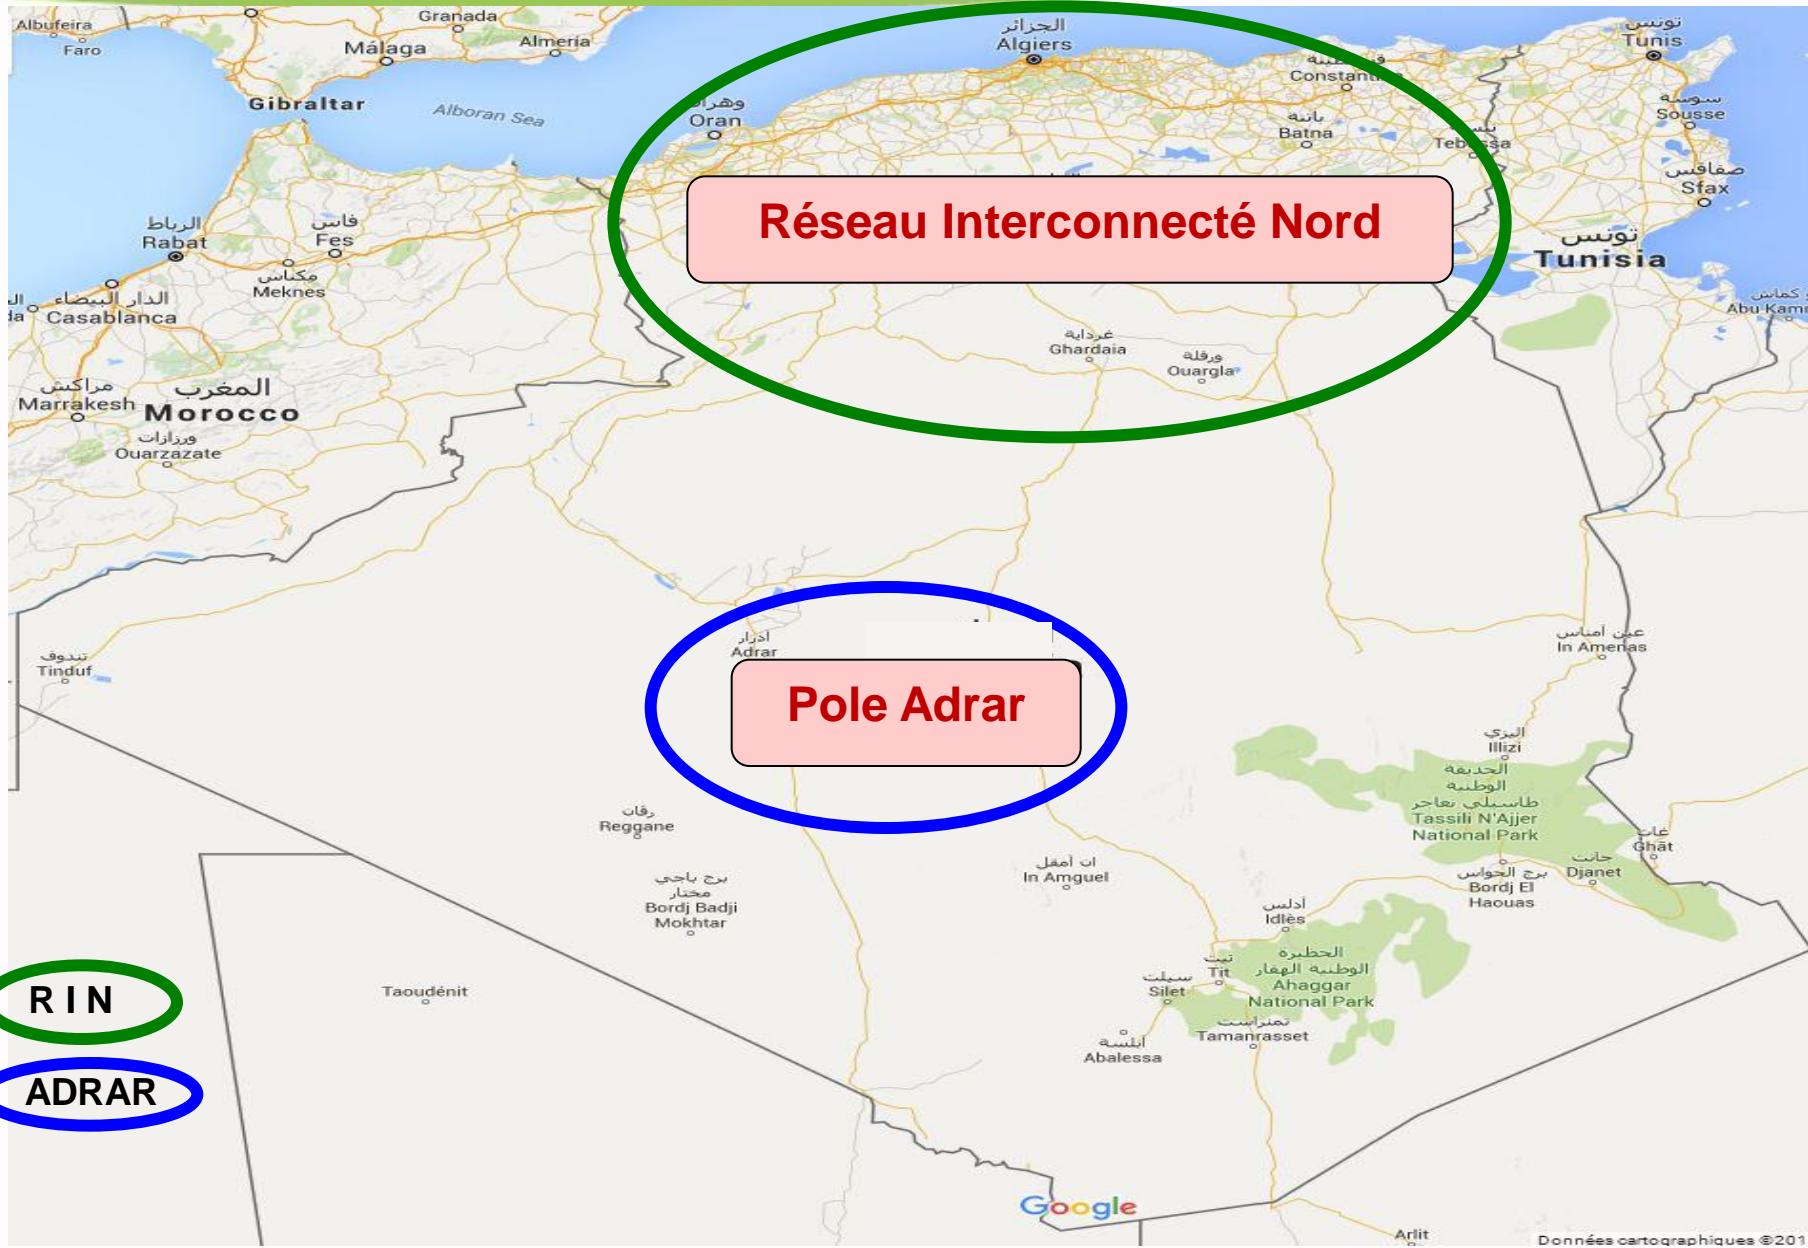 Albufeira
Faro
Granada
Málaga
Almería
Gibraltar
Alboran Sea
الجزائر
Algiers
Oran
Constanti
باتنة
Batna
تونس
Tunis
سوسة
Sousse
صفاقس
Sfax
تونس
Tunisia
Réseau Interconnecté Nord
الرباط
Rabat
فاس
Fes
مكناس
Meknes
الدار البيضاء
Casablanca
مراكش
Marrakesh
المغرب
Morocco
ورزازات
Ouarzazate
غرداية
Ghardaia
ورقلة
Ouargla
تندوف
Tinduf
أدرار
Adrar
Pole Adrar
عين أمناس
In Amenas
اليزي
Illizi
الحديقة
الوطنية
طاسيلي نعاجر
Tassili N'Ajjer
National Park
غات
Ghāt
جانت
Djanet
برج الحواس
Bordj El
Haouas
رقان
Reggane
برج باجي
مختار
Bordj Badji
Mokhtar
ان أمقل
In Amguel
أدلس
Idlès
تيت
Tit
سيلت
Silet
الحظيرة
الوطنية الهقار
Ahaggar
National Park
تمنراست
Tamanrasset
أبلسة
Abalessa
Taoudénit
R I N
ADRAR
Google
Arlit
Données cartographiques ©201